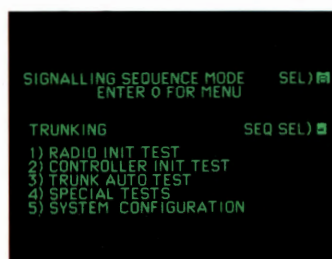 SIGNALLING SEQUENCE MODE SEL)
ENTER 0 FOR MENU
TRUNKING SEQ SEL)
1) RADIO INIT TEST
2) CONTROLLER INIT TEST
3) TRUNK AUTO TEST
4) SPECIAL TESTS
5) SYSTEM CONFIGURATION